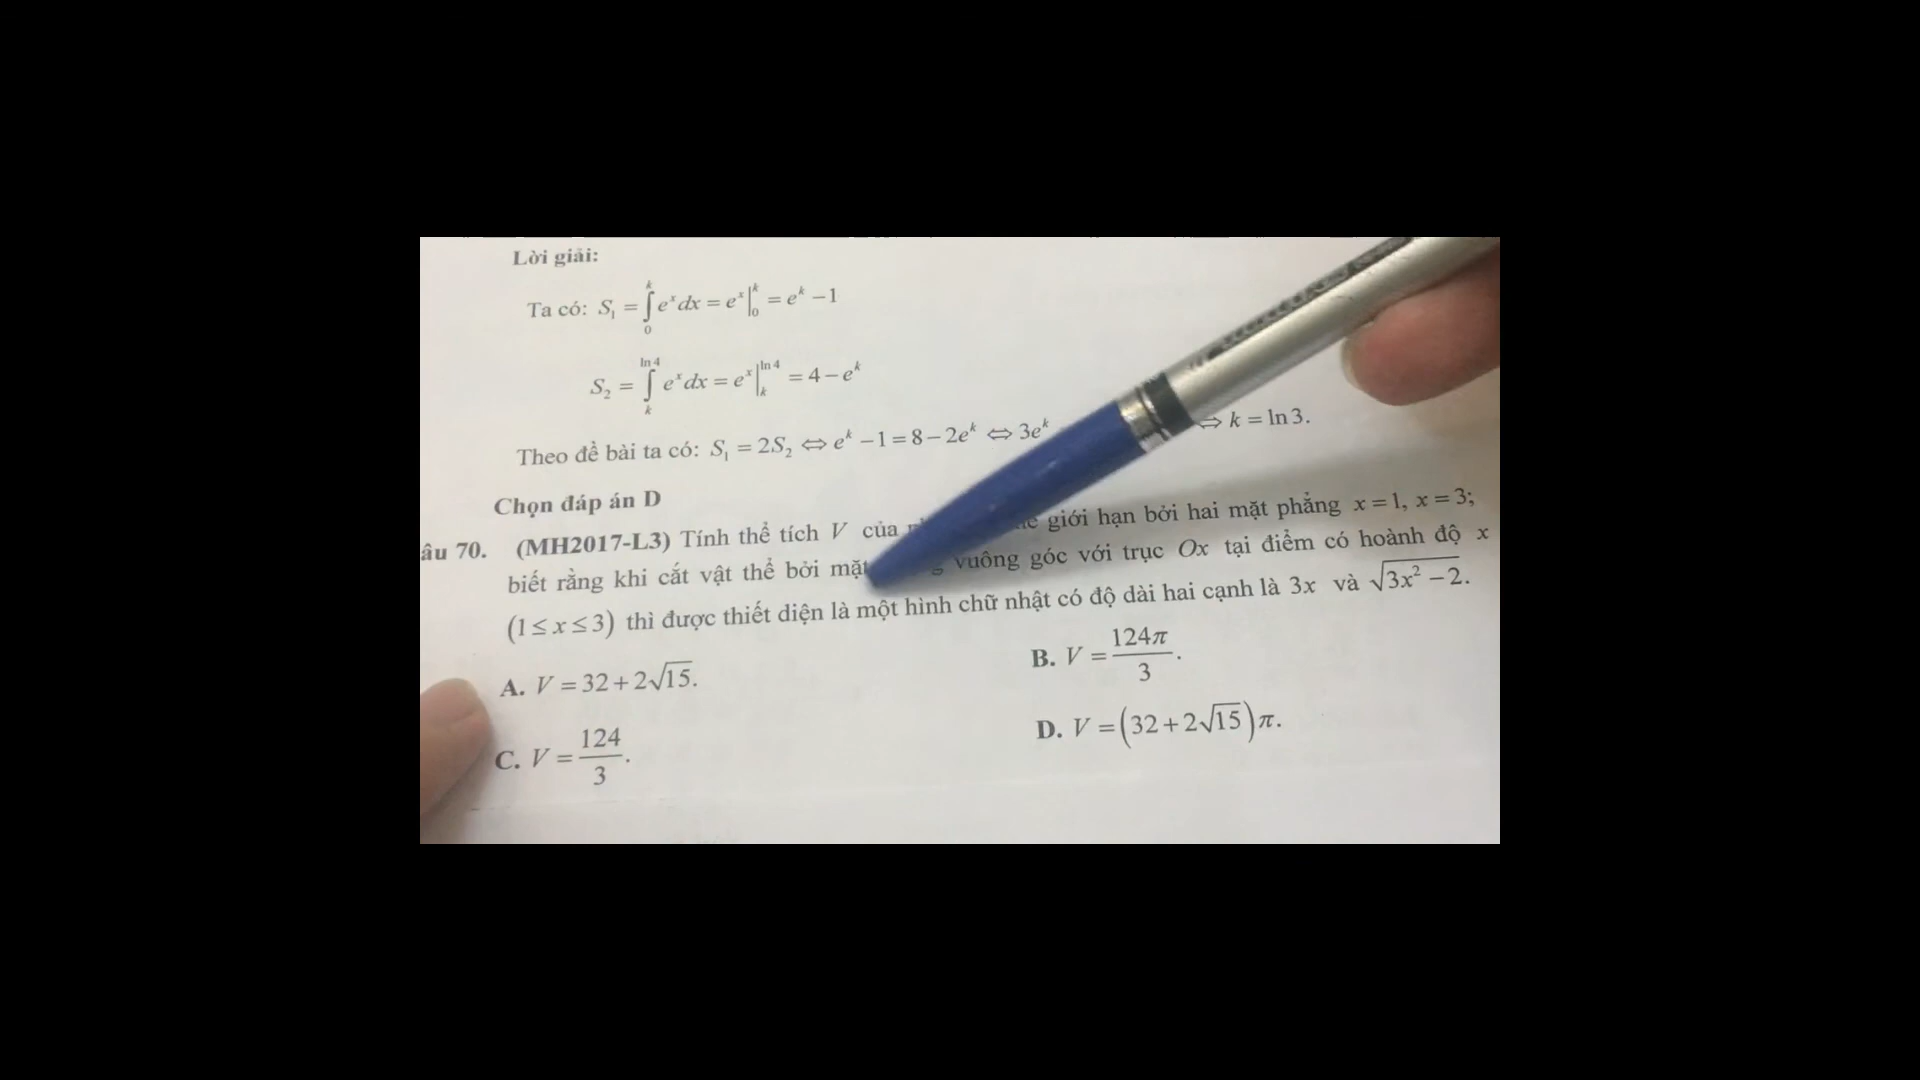 Lời giải:
Ta có: S₁ = ∫₀ᵏ eˣdx = eˣ|₀ᵏ = eᵏ − 1
S₂ = ∫ₖˡⁿ⁴ eˣdx = eˣ|ₖˡⁿ⁴ = 4 − eᵏ
Theo đề bài ta có: S₁ = 2S₂ ⇔ eᵏ − 1 = 8 − 2eᵏ ⇔ 3eᵏ ⇔ k = ln 3.
Chọn đáp án D
âu 70. (MH2017-L3) Tính thể tích V của giới hạn bởi hai mặt phẳng x = 1, x = 3;
biết rằng khi cắt vật thể bởi mặt vuông góc với trục Ox tại điểm có hoành độ x
(1 ≤ x ≤ 3) thì được thiết diện là một hình chữ nhật có độ dài hai cạnh là 3x và √(3x² − 2).
A. V = 32 + 2√15. B. V = 124π/3.
C. V = 124/3. D. V = (32 + 2√15)π.